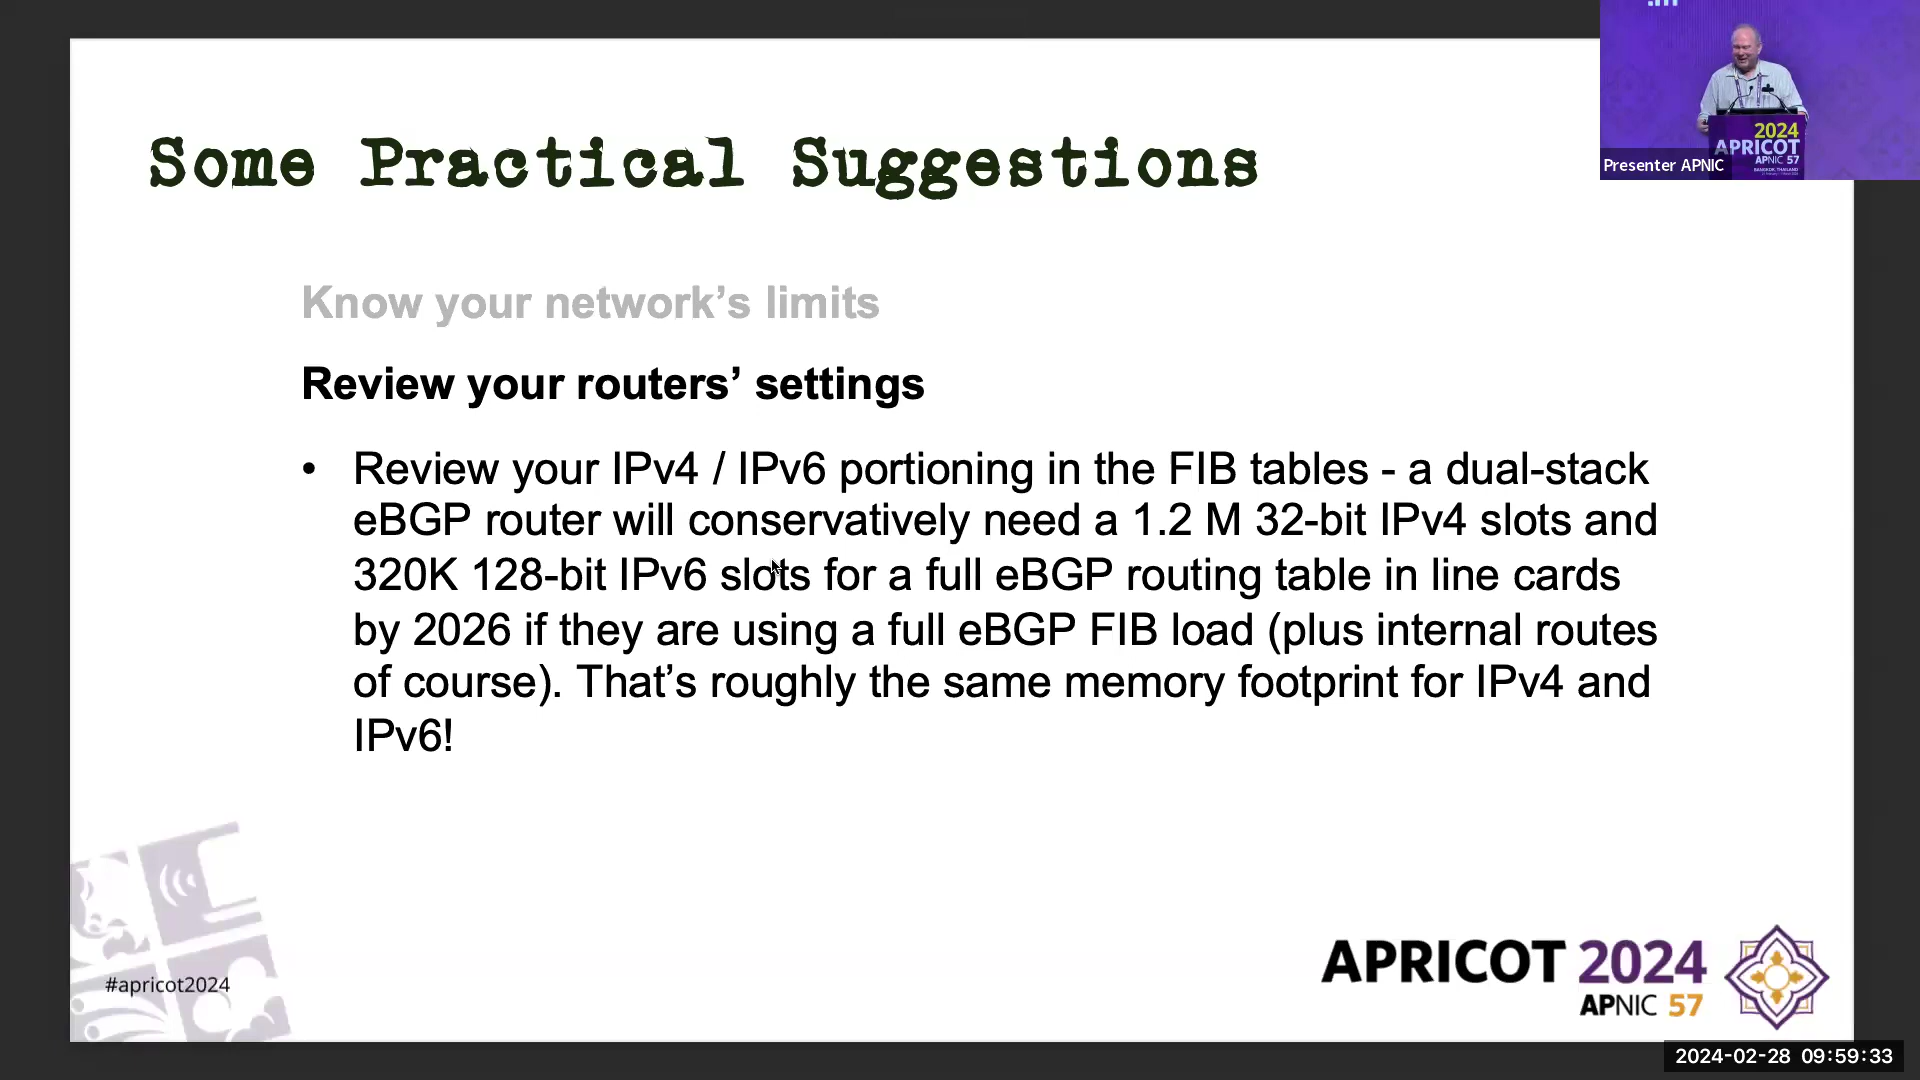 Some Practical Suggestions
Know your network’s limits
Review your routers’ settings
• Review your IPv4 / IPv6 portioning in the FIB tables - a dual-stack
eBGP router will conservatively need a 1.2 M 32-bit IPv4 slots and
320K 128-bit IPv6 slots for a full eBGP routing table in line cards
by 2026 if they are using a full eBGP FIB load (plus internal routes
of course). That’s roughly the same memory footprint for IPv4 and
IPv6!
2024
APRICOT
APNIC 57
Presenter APNIC
#apricot2024
APRICOT 2024
APNIC 57
2024-02-28 09:59:33